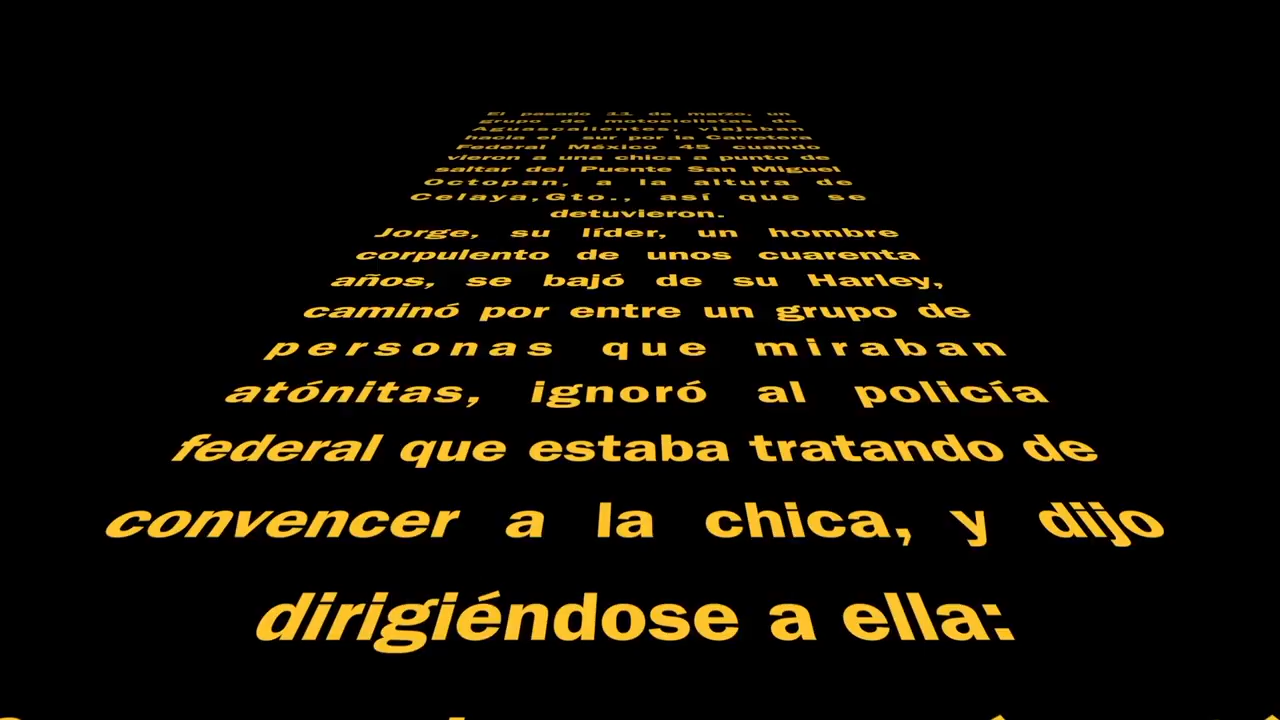 El pasado 11 de marzo, un
grupo de motociclistas de
Aguascalientes, viajaban
hacia el sur por la Carretera
Federal México 45 cuando
vieron a una chica a punto de
saltar del Puente San Miguel
Octopan, a la altura de
Celaya,Gto., así que se
detuvieron.
Jorge, su líder, un hombre
corpulento de unos cuarenta
años, se bajó de su Harley,
caminó por entre un grupo de
personas que miraban
atónitas, ignoró al policía
federal que estaba tratando de
convencer a la chica, y dijo
dirigiéndose a ella: